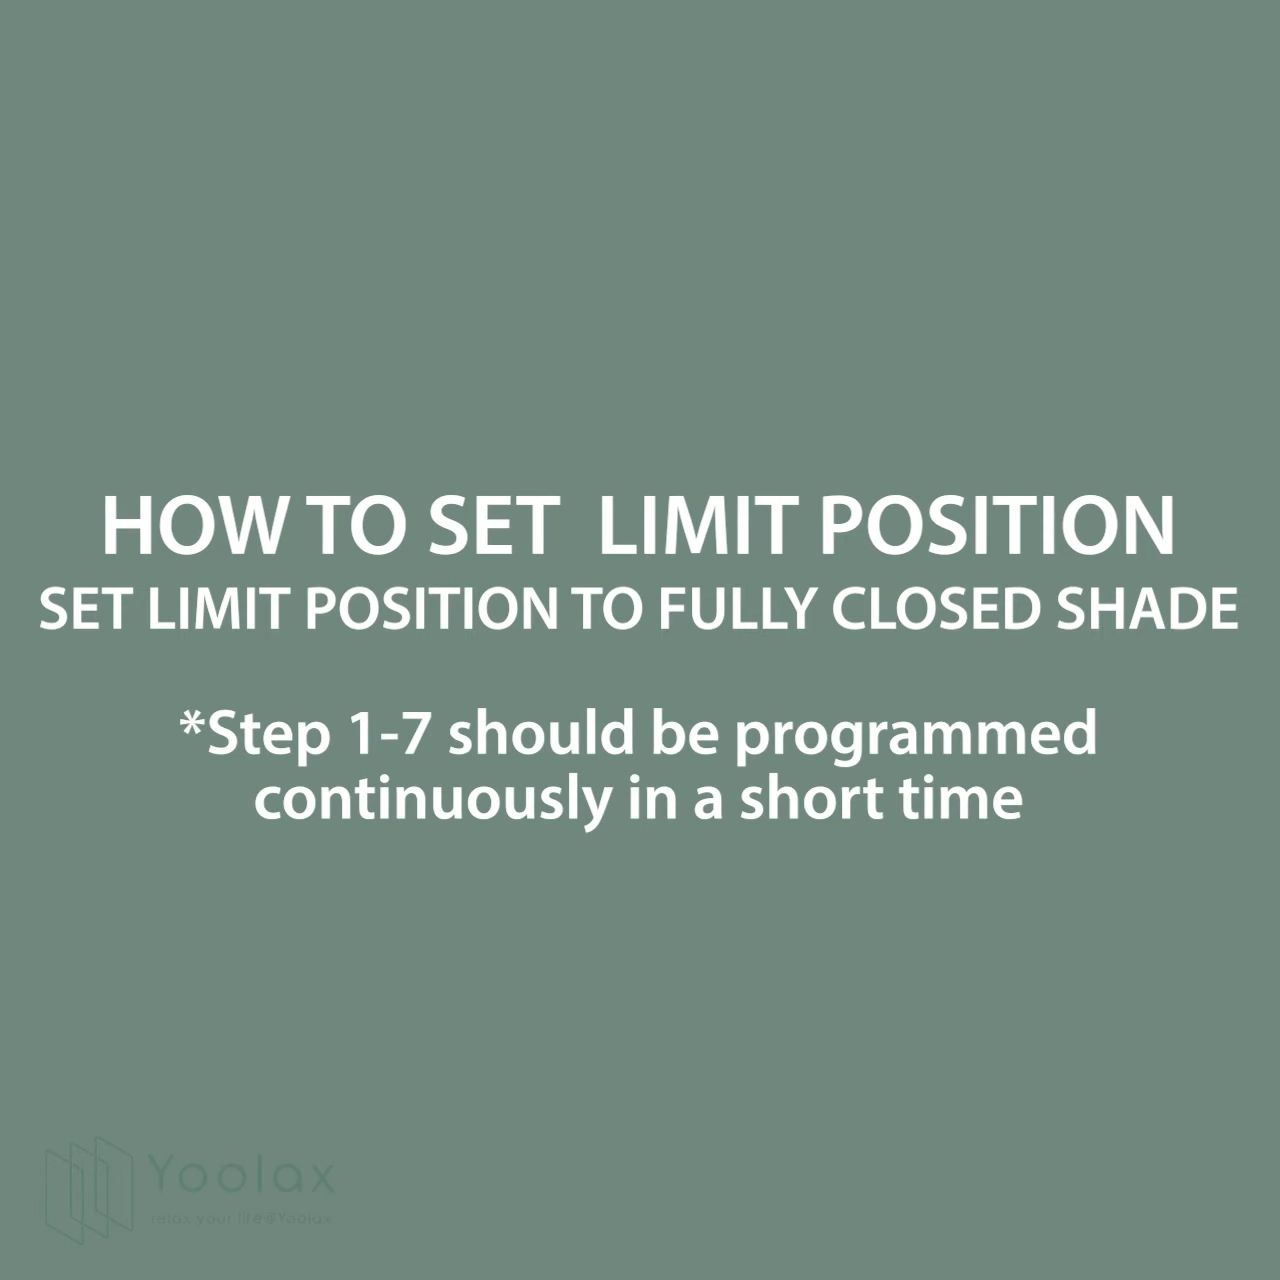 HOW TO SET  LIMIT POSITION
SET LIMIT POSITION TO FULLY CLOSED SHADE
*Step 1-7 should be programmed
continuously in a short time
Yoolax
relax your life@Yoolax